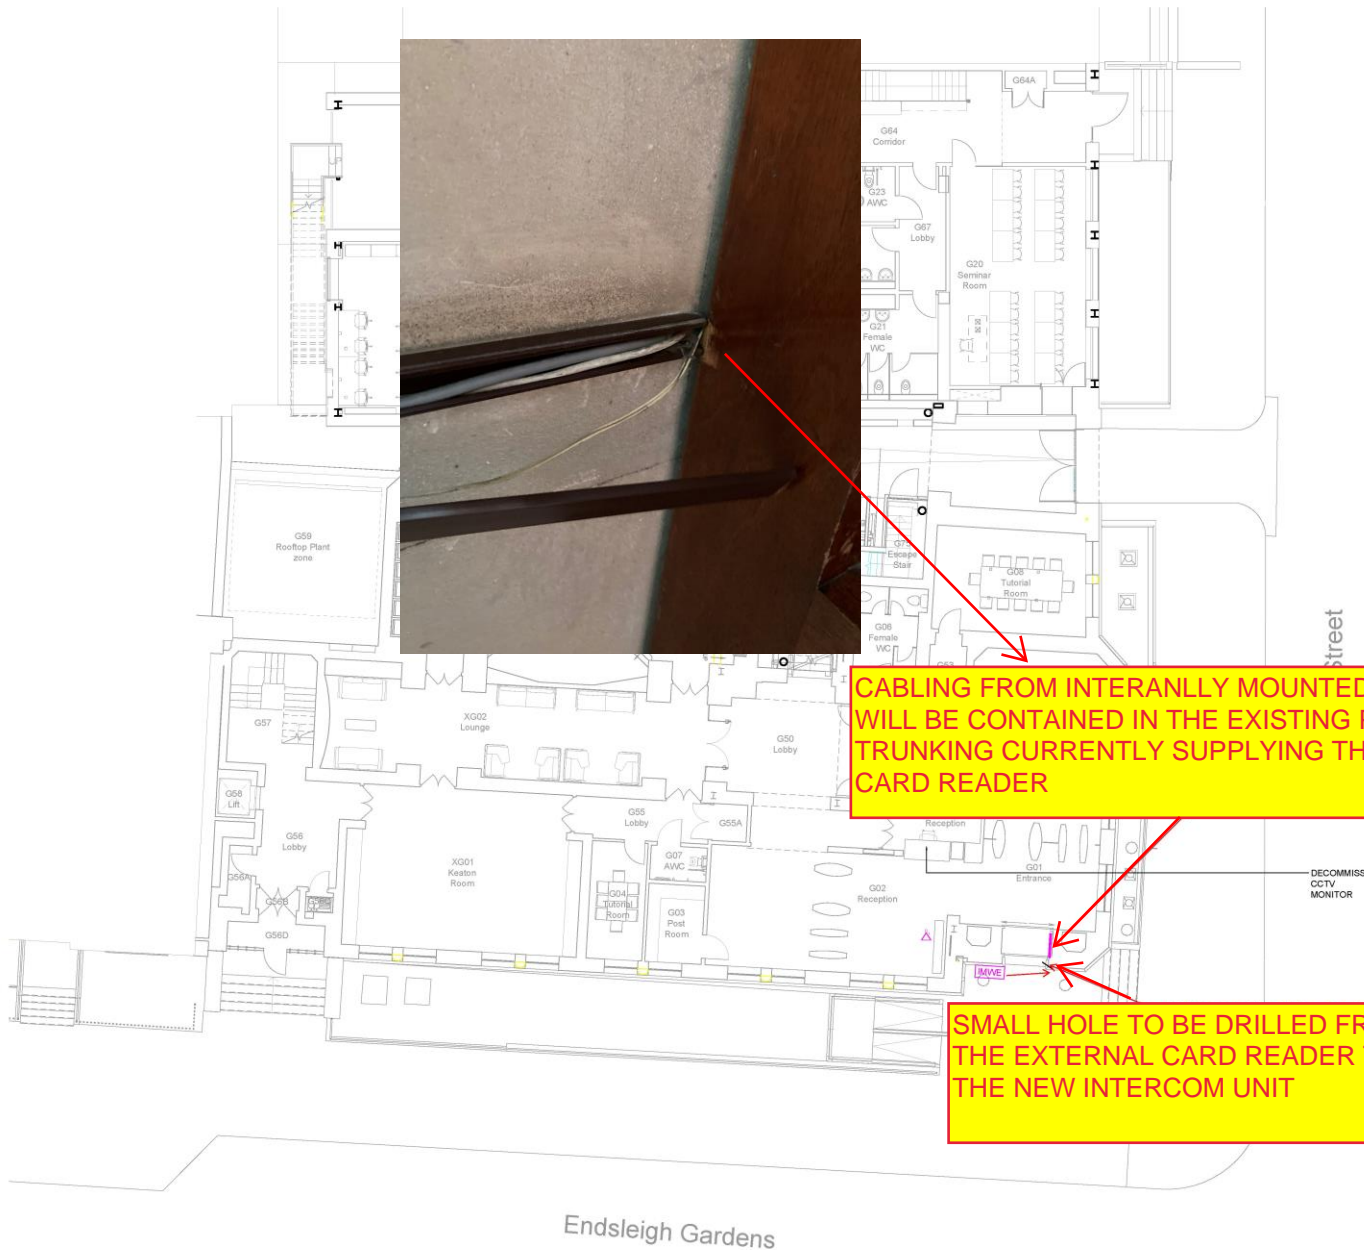 G64A
G64
Corridor
G23
AWC
G67
Lobby
G20
Seminar
Room
G21
Female
WC
G59
Rooftop Plant
zone
G73
Escape
Stair
G08
Tutorial
Room
G06
Female
WC
G53
Street
CABLING FROM INTERANLLY MOUNTED
WILL BE CONTAINED IN THE EXISTING
TRUNKING CURRENTLY SUPPLYING TH
CARD READER
G57
XG02
Lounge
G50
Lobby
G58
Lift
G55
Lobby
G55A
Reception
G56
Lobby
G07
AWC
XG01
Keaton
Room
G01
Entrance
G56A
G04
Tutorial
Room
G02
Reception
DECOMMISS
CCTV
MONITOR
G56B
G03
Post
Room
G56D
IMWE
SMALL HOLE TO BE DRILLED FR
THE EXTERNAL CARD READER
THE NEW INTERCOM UNIT
Endsleigh Gardens